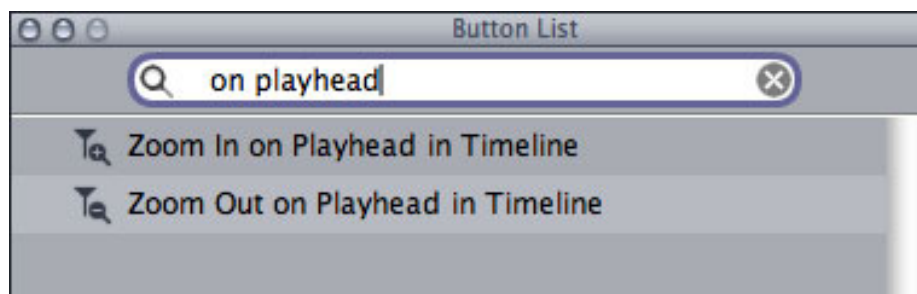 Button List
on playhead
Zoom In on Playhead in Timeline
Zoom Out on Playhead in Timeline